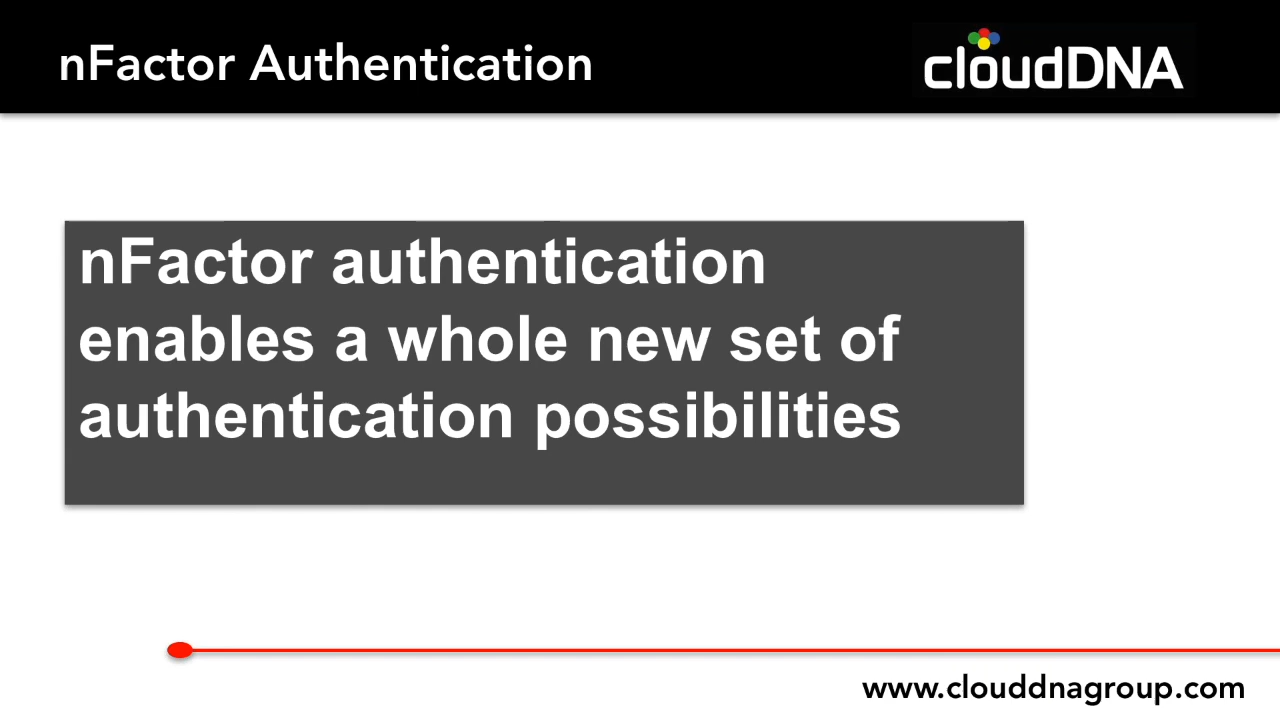 nFactor Authentication
cloudDNA
nFactor authentication
enables a whole new set of
authentication possibilities
www.clouddnagroup.com